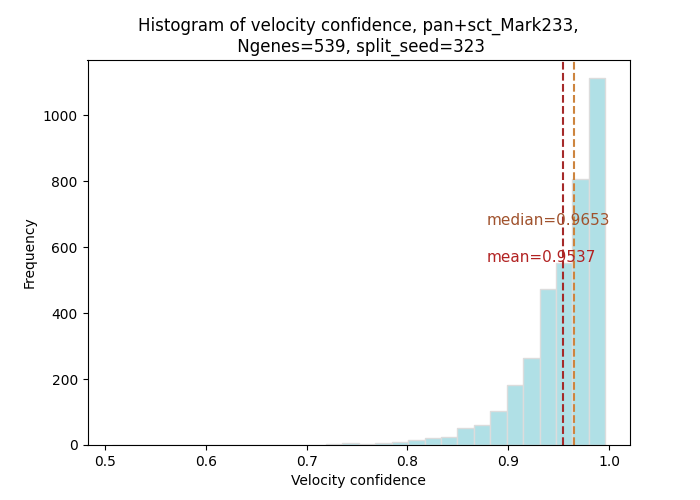 Histogram of velocity confidence, pan+sct_Mark233,
Ngenes=539, split_seed=323
Frequency
1000
800
600
400
200
0
median=0.9653
mean=0.9537
0.5 0.6 0.7 0.8 0.9 1.0
Velocity confidence